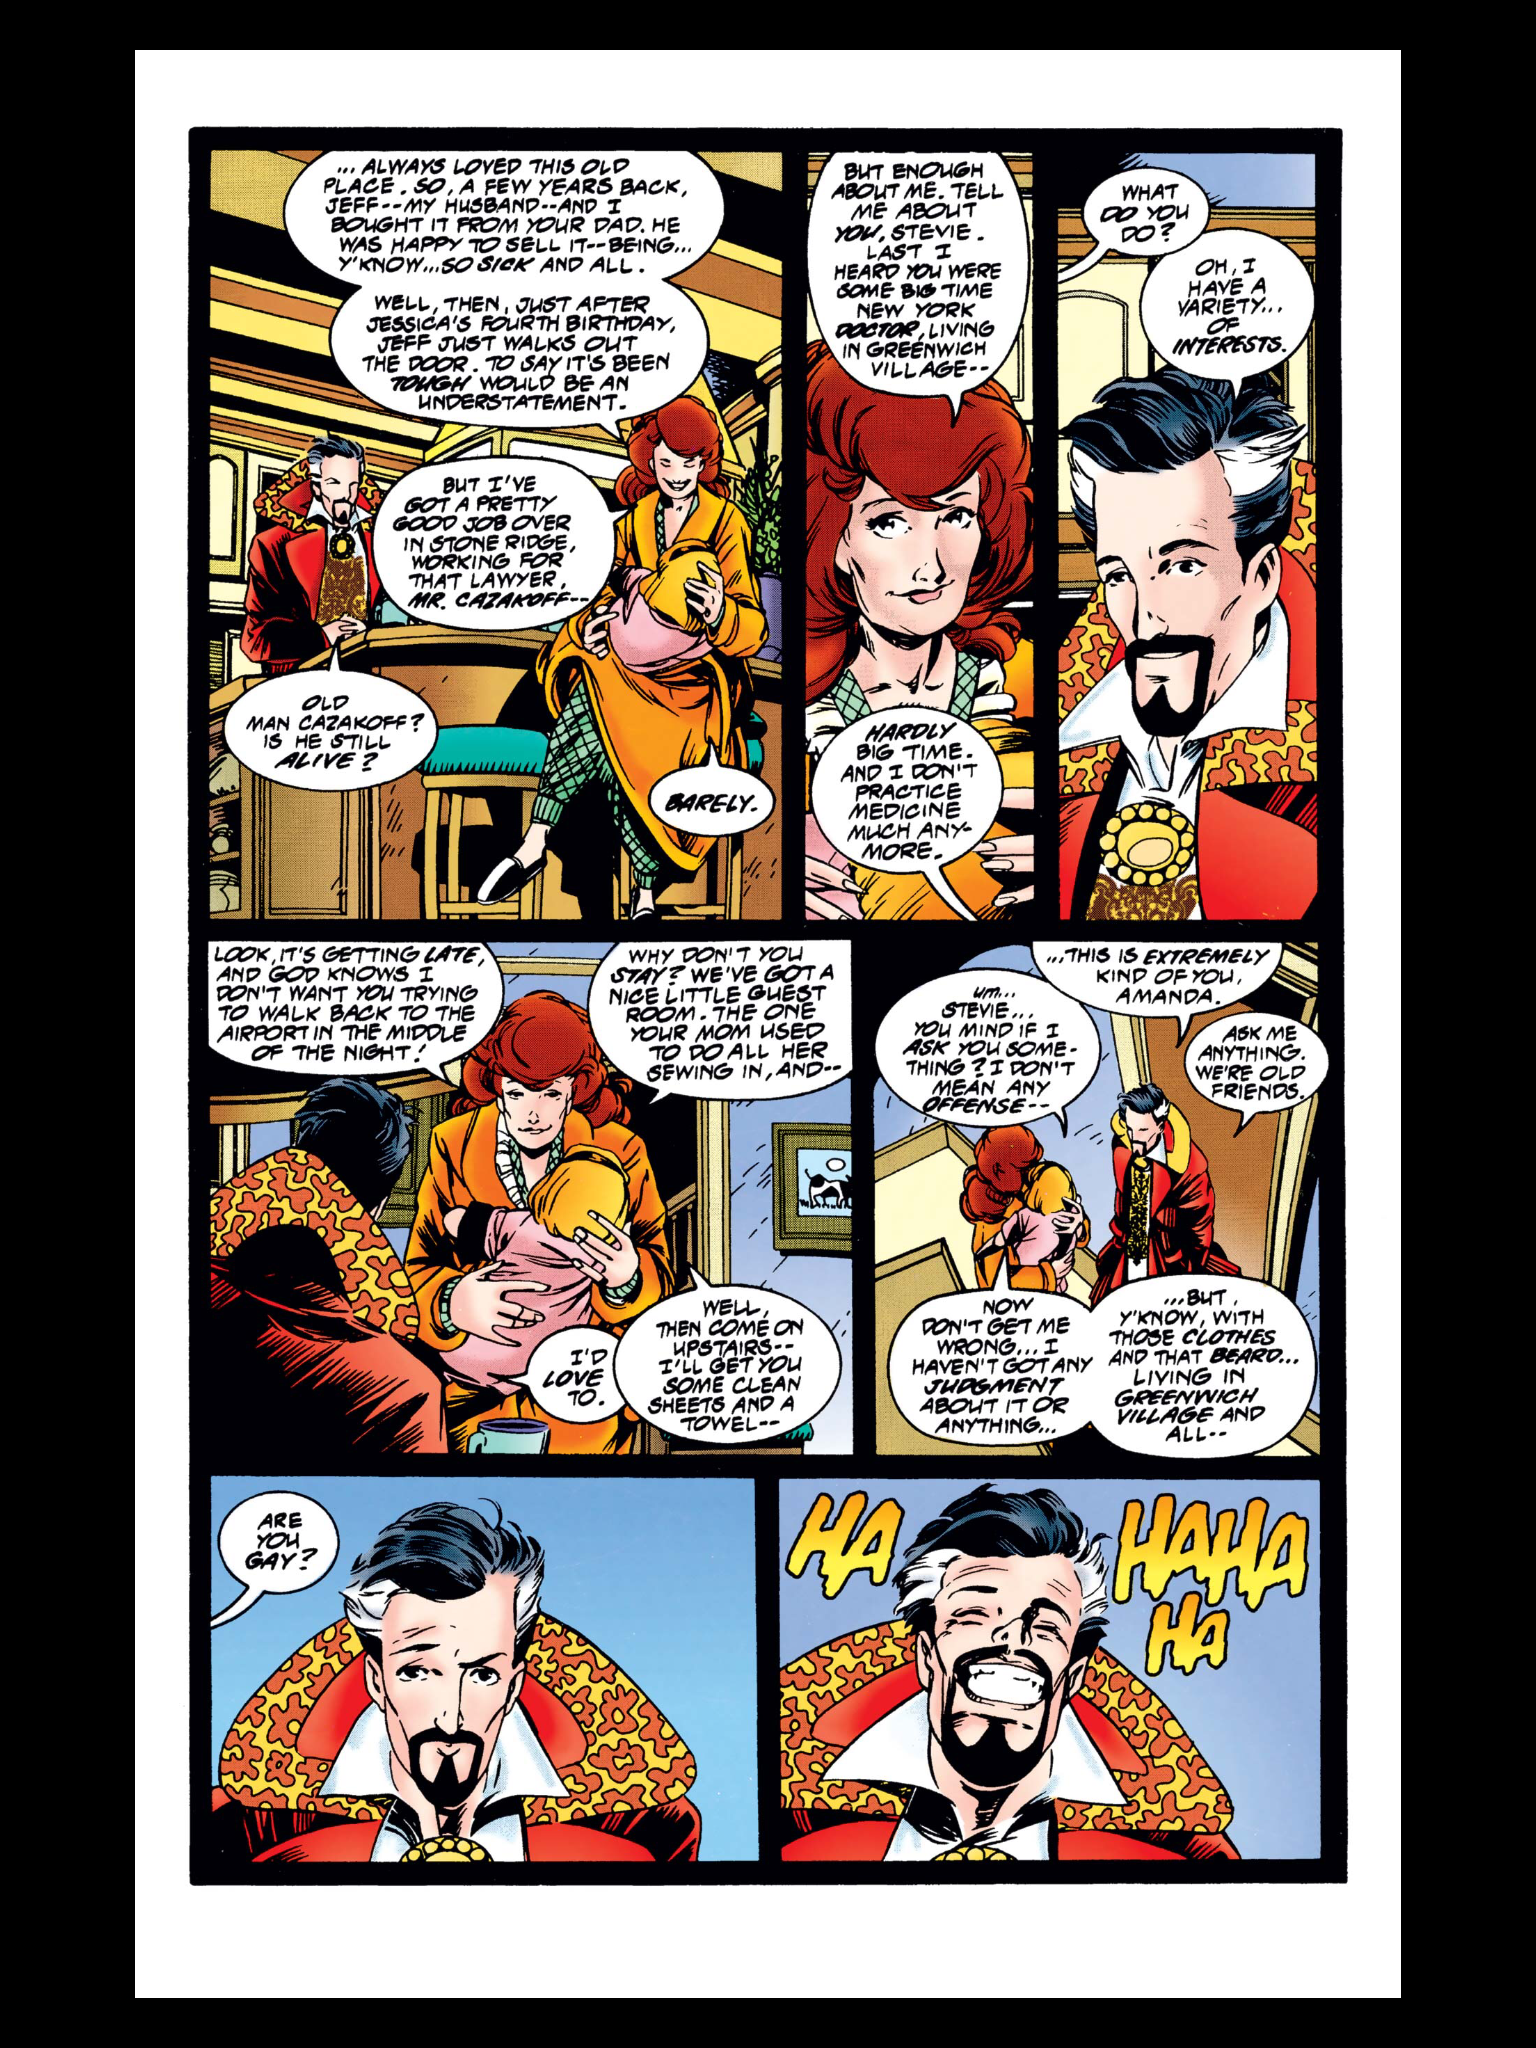 ... ALWAYS LOVED THIS OLD
PLACE. SO, A FEW YEARS BACK,
JEFF--MY HUSBAND--AND I
BOUGHT IT FROM YOUR DAD. HE
WAS HAPPY TO SELL IT--BEING...
Y'KNOW...SO SICK AND ALL.
WELL, THEN, JUST AFTER
JESSICA'S FOURTH BIRTHDAY,
JEFF JUST WALKS OUT
THE DOOR. TO SAY IT'S BEEN
TOUGH WOULD BE AN
UNDERSTATEMENT.
BUT I'VE
GOT A PRETTY
GOOD JOB OVER
IN STONE RIDGE,
WORKING FOR
THAT LAWYER,
MR. CAZAKOFF--
OLD
MAN CAZAKOFF?
IS HE STILL
ALIVE?
BARELY.
BUT ENOUGH
ABOUT ME. TELL
ME ABOUT
YOU, STEVIE.
LAST I
HEARD YOU WERE
SOME BIG TIME
NEW YORK
DOCTOR, LIVING
IN GREENWICH
VILLAGE--
HARDLY
BIG TIME.
AND I DON'T
PRACTICE
MEDICINE
MUCH ANY-
MORE.
WHAT
DO YOU
DO?
OH, I
HAVE A
VARIETY...
OF
INTERESTS.
LOOK, IT'S GETTING LATE,
AND GOD KNOWS I
DON'T WANT YOU TRYING
TO WALK BACK TO THE
AIRPORT IN THE MIDDLE
OF THE NIGHT!
WHY DON'T YOU
STAY? WE'VE GOT A
NICE LITTLE GUEST
ROOM. THE ONE
YOUR MOM USED
TO DO ALL HER
SEWING IN, AND--
I'D
LOVE
TO.
WELL,
THEN COME ON
UPSTAIRS--
I'LL GET YOU
SOME CLEAN
SHEETS AND A
TOWEL--
...THIS IS EXTREMELY
KIND OF YOU,
AMANDA.
um...
STEVIE...
YOU MIND IF I
ASK YOU SOME-
THING? I DON'T
MEAN ANY
OFFENSE--
ASK ME
ANYTHING.
WE'RE OLD
FRIENDS.
NOW
DON'T GET ME
WRONG... I
HAVEN'T GOT ANY
JUDGMENT
ABOUT IT OR
ANYTHING...
...BUT,
Y'KNOW, WITH
THOSE CLOTHES
AND THAT BEARD...
LIVING IN
GREENWICH
VILLAGE AND
ALL--
ARE
YOU
GAY?
HA
HAHA
HA